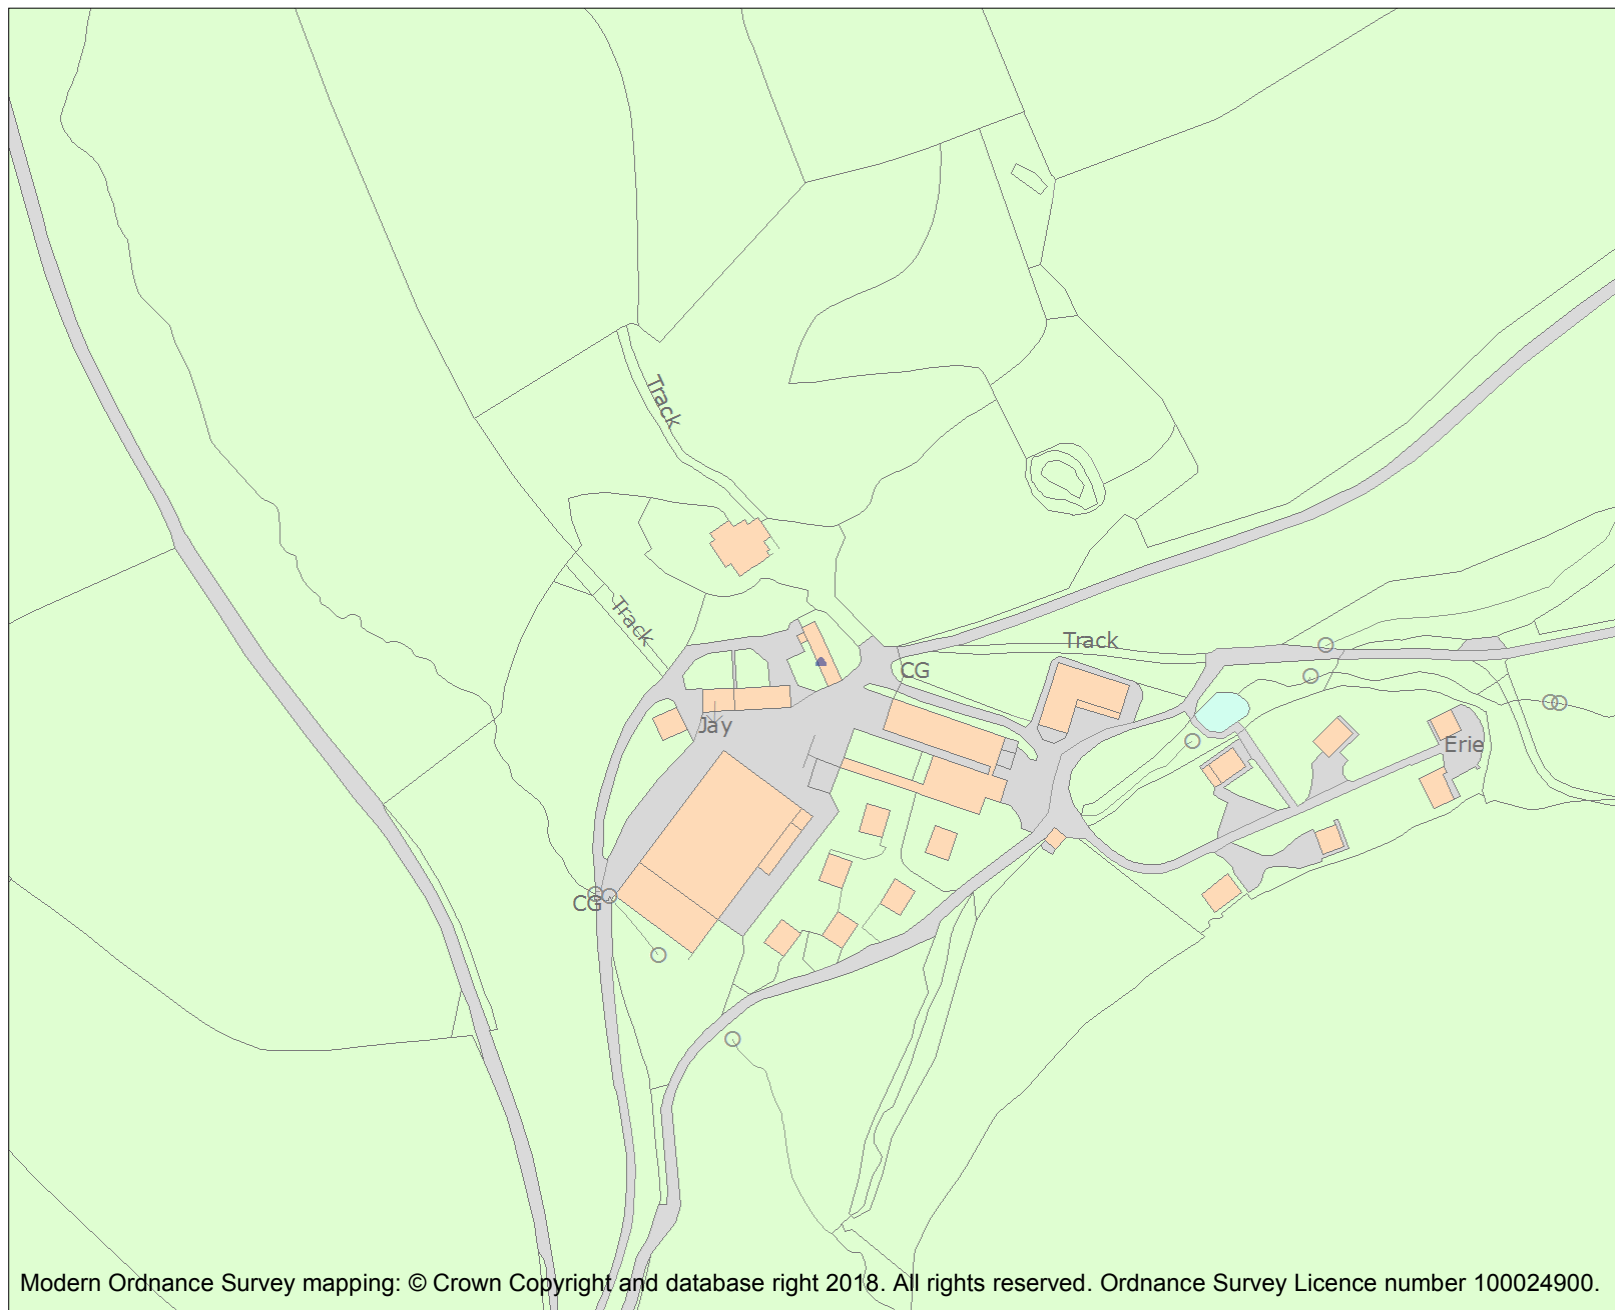 Track
Track
Track
CG
Jay
Erie
CG
Modern Ordnance Survey mapping: © Crown Copyright and database right 2018. All rights reserved. Ordnance Survey Licence number 100024900.